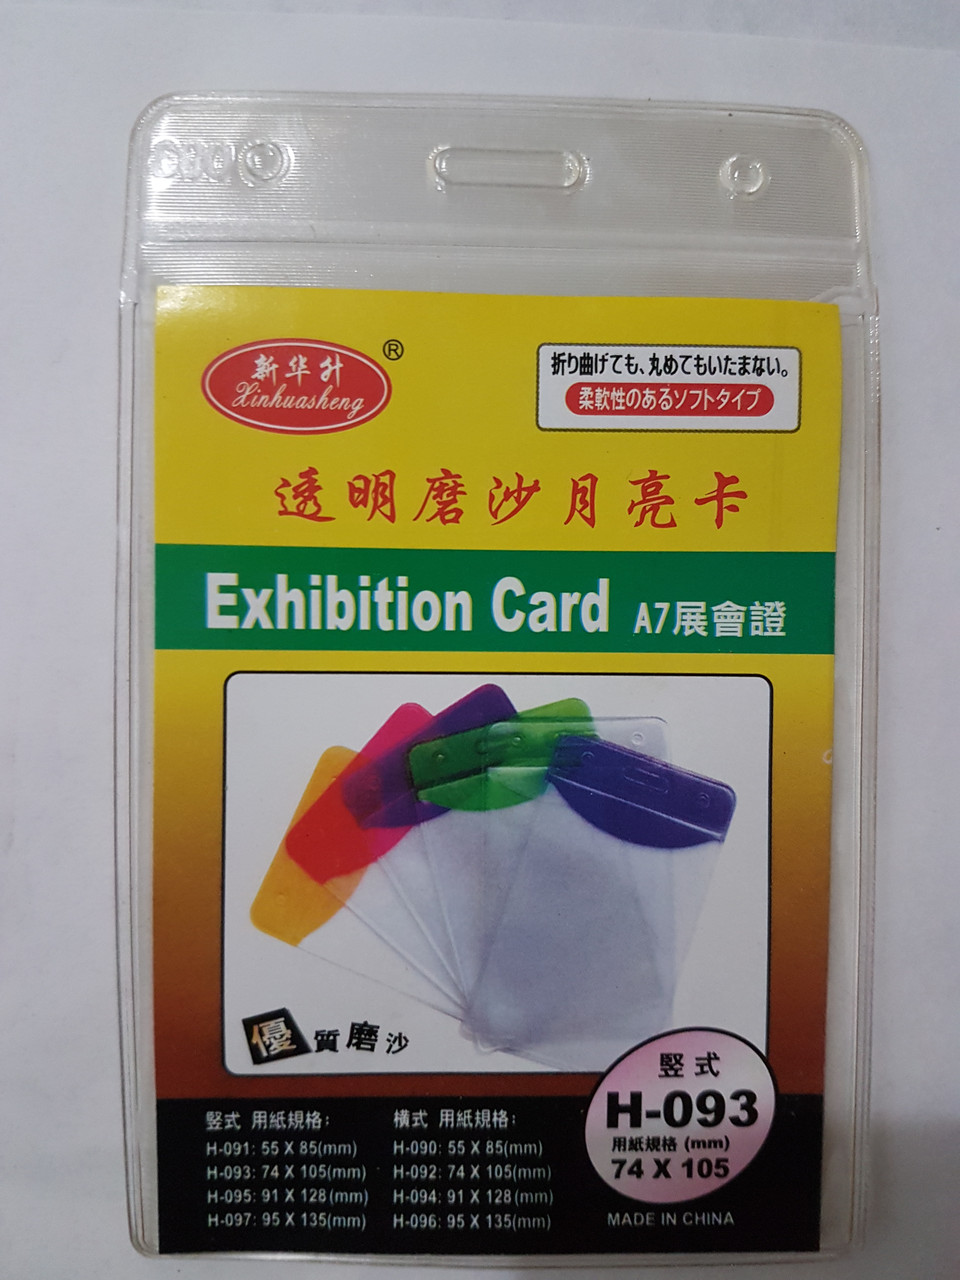 新华升
Xinhuasheng
®
折り曲げても、丸めてもいたまない。
柔軟性のあるソフトタイプ
透明磨沙月亮卡
Exhibition Card A7展會證
優質磨沙
竪式
H-093
用紙規格 (mm)
74 X 105
竪式 用紙規格:
H-091: 55 X 85(mm)
H-093: 74 X 105(mm)
H-095: 91 X 128(mm)
H-097: 95 X 135(mm)
橫式 用紙規格:
H-090: 55 X 85(mm)
H-092: 74 X 105(mm)
H-094: 91 X 128(mm)
H-096: 95 X 135(mm)
MADE IN CHINA